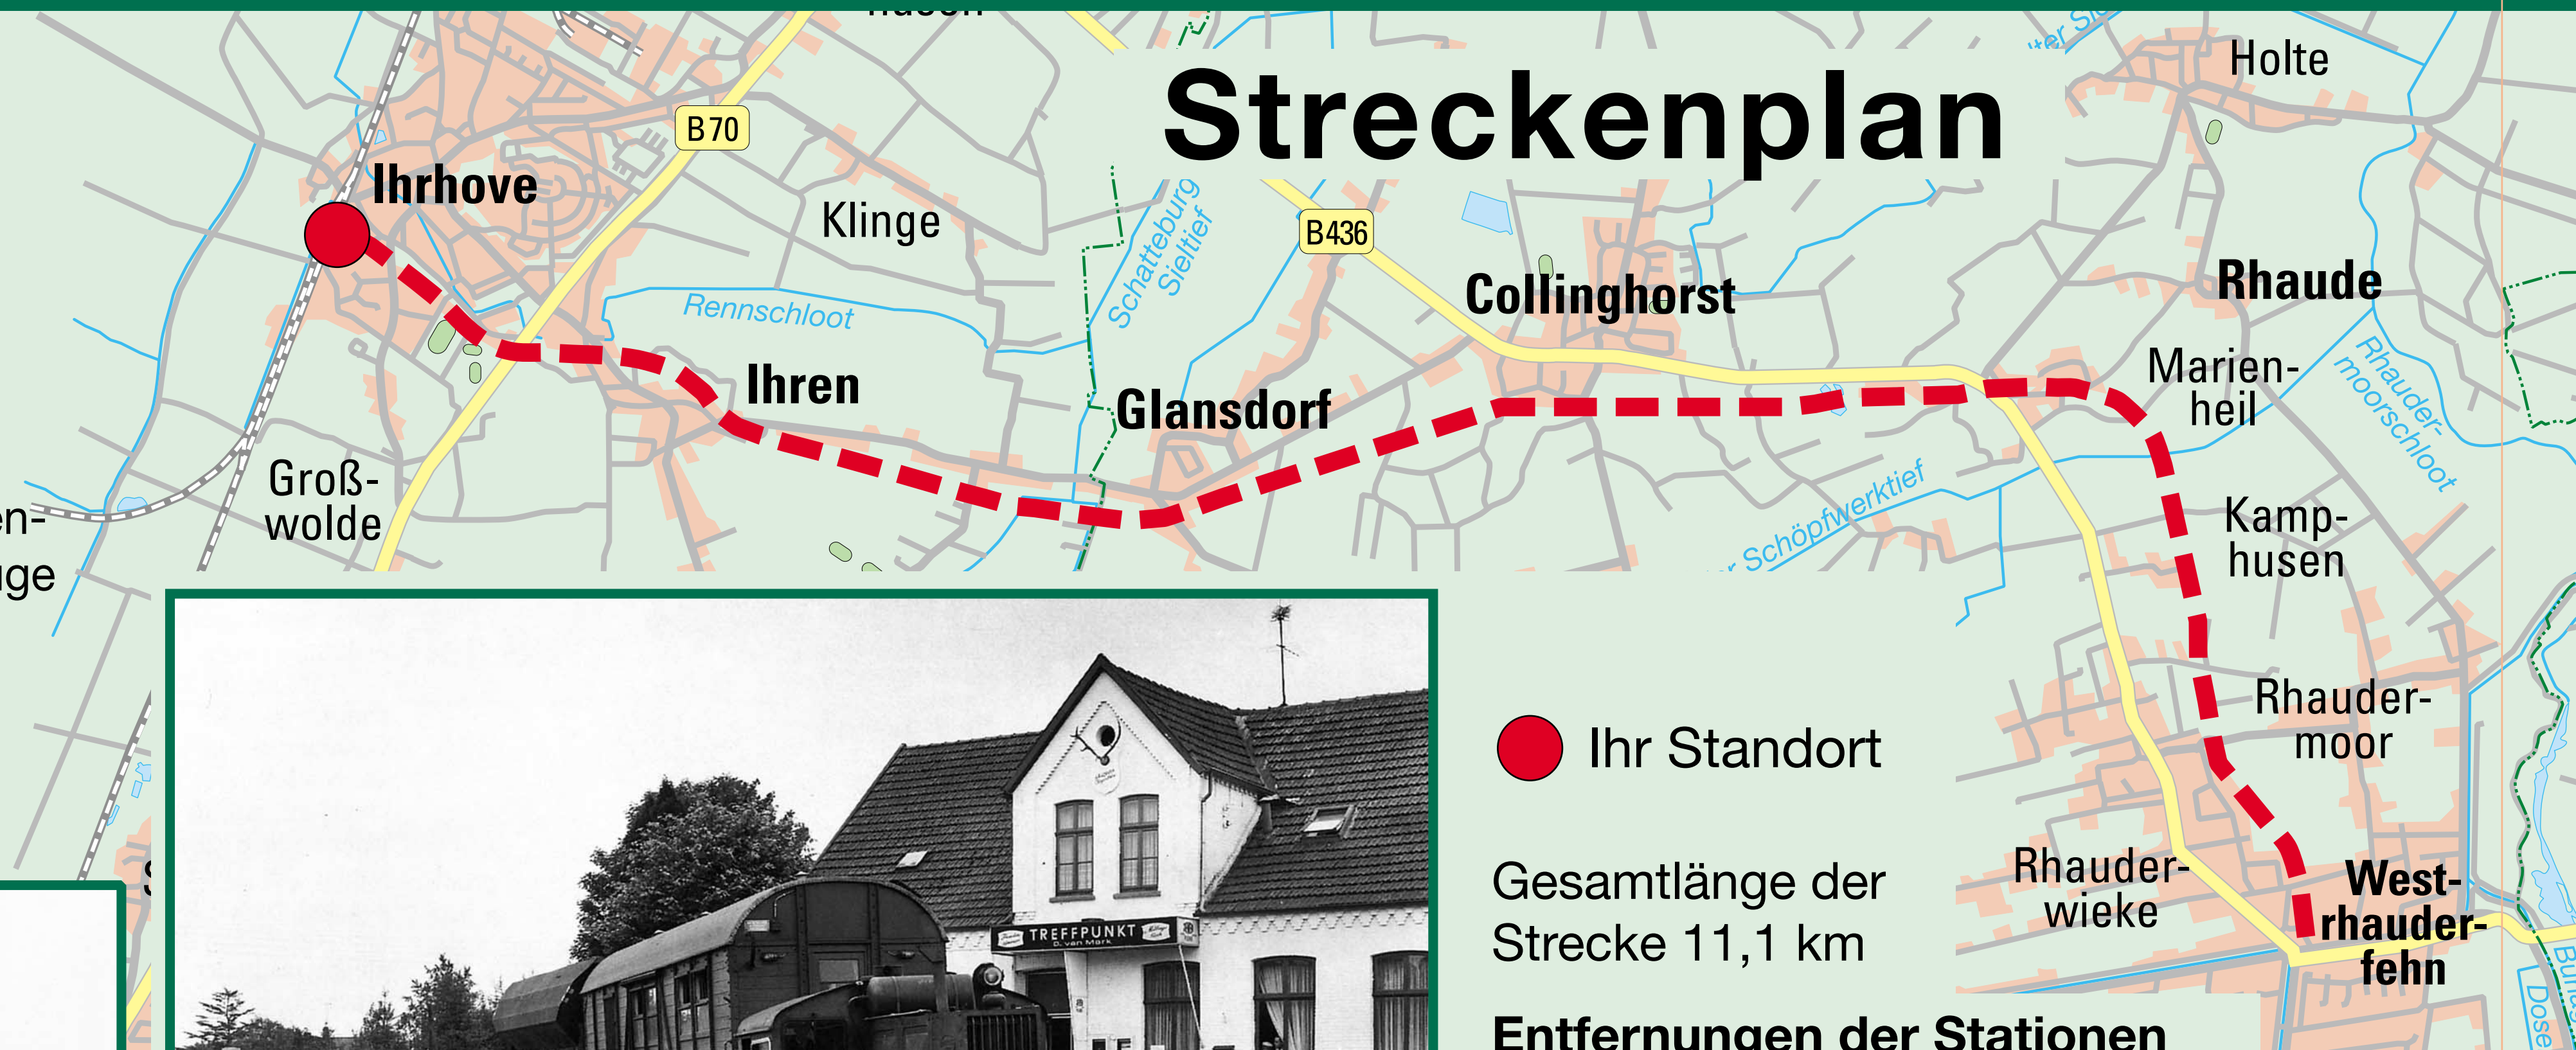 Streckenplan
Holte
B 70
Ihrhove
Klinge
Schatteburg
Sieltief
B436
Collinghorst
Rhaude
Rennschloot
Ihren
Glansdorf
Marien-
heil
Rhauder-
moorschloot
Groß-
wolde
Schöpfwerktief
Kamp-
husen
Rhauder-
moor
Rhauder-
wieke
West-
rhauder-
fehn
TREFFPUNKT
D. van Mark
Ihr Standort
Gesamtlänge der
Strecke 11,1 km
Entfernungen der Stationen